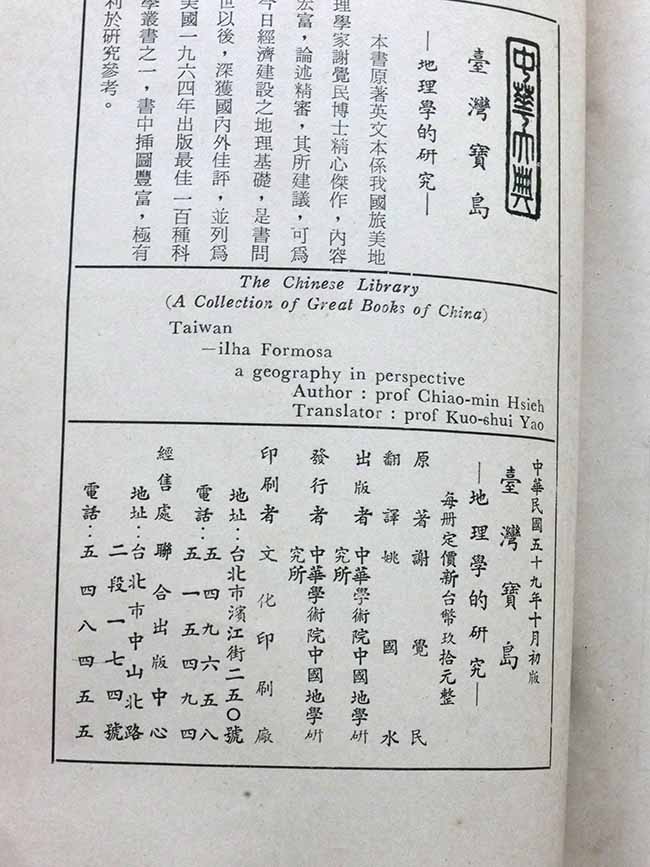 中華大典
臺灣寶島
—地理學的研究—
本書原著英文本係我國旅美地
理學家謝覺民博士精心傑作，內容
宏富，論述精審，其所建議，可爲
今日經濟建設之地理基礎，是書問
世以後，深獲國內外佳評，並列爲
美國一九六四年出版最佳一百種科
學叢書之一，書中揷圖豐富，極有
利於研究參考。
The Chinese Library
(A Collection of Great Books of China)
Taiwan
—ilha Formosa
a geography in perspective
Author : prof Chiao-min Hsieh
Translator : prof Kuo-shui Yao
中華民國五十九年十月初版
臺灣寶島
—地理學的研究—
每册定價新台幣玖拾元整
原著謝覺民
翻譯姚國水
出版者 中華學術院中國地學研
究所
發行者 中華學術院中國地學研
究所
印刷者文化印刷廠
地址：台北市濱江街二五〇號
電話：五四九六五八
五一五四九四
經售處聯合出版中心
地址：台北市中山北路
二段一七四號
電話：五四八四五五